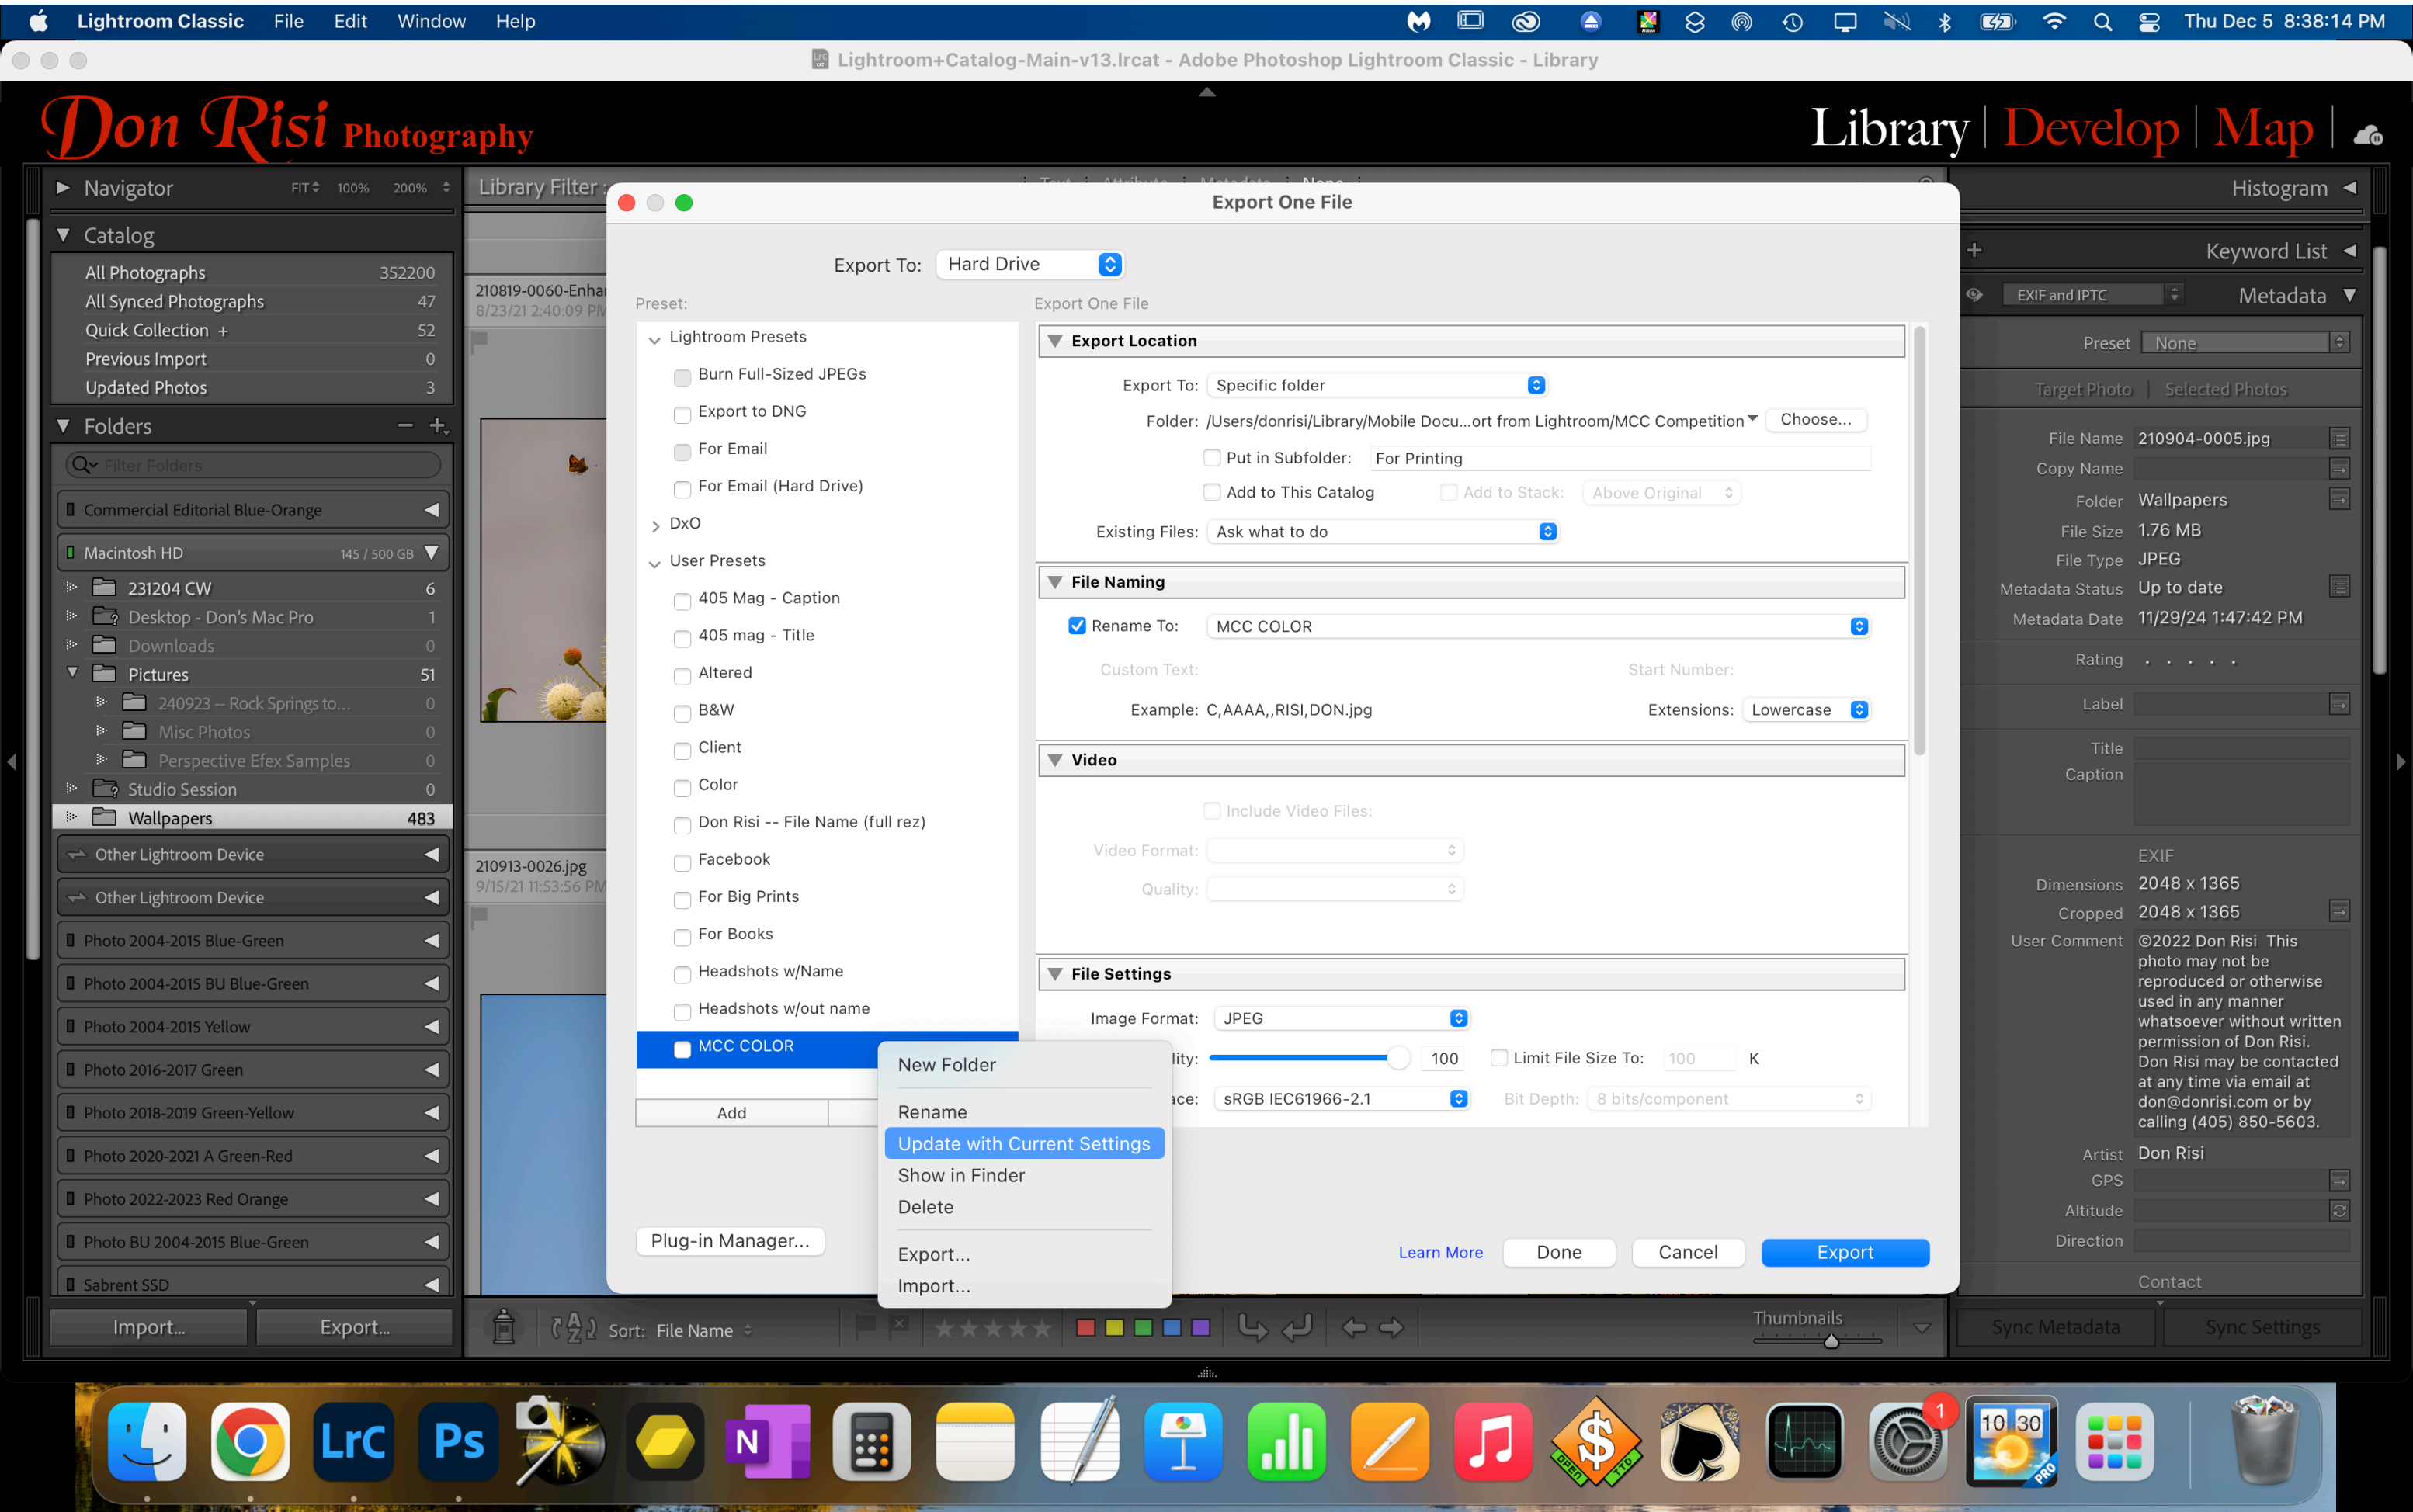 Lightroom Classic File Edit Window Help Thu Dec 5 8:38:14 PM
Lightroom+Catalog-Main-v13.lrcat - Adobe Photoshop Lightroom Classic - Library
Don Risi Photography
Library | Develop | Map
Navigator FIT 100% 200%
Catalog
All Photographs 352200
All Synced Photographs 47
Quick Collection + 52
Previous Import 0
Updated Photos 3
Folders
Filter Folders
Commercial Editorial Blue-Orange
Macintosh HD 145 / 500 GB
231204 CW 6
Desktop - Don's Mac Pro 1
Downloads 0
Pictures 51
240923 -- Rock Springs to... 0
Misc Photos 0
Perspective Efex Samples 0
Studio Session 0
Wallpapers 483
Other Lightroom Device
Other Lightroom Device
Photo 2004-2015 Blue-Green
Photo 2004-2015 BU Blue-Green
Photo 2004-2015 Yellow
Photo 2016-2017 Green
Photo 2018-2019 Green-Yellow
Photo 2020-2021 A Green-Red
Photo 2022-2023 Red Orange
Photo BU 2004-2015 Blue-Green
Sabrent SSD
Import... Export...
Library Filter : Text Attribute Metadata None
210819-0060-Enha
8/23/21 2:40:09 PM
210913-0026.jpg
9/15/21 11:53:56 PM
Export One File
Export To: Hard Drive
Preset:
Lightroom Presets
Burn Full-Sized JPEGs
Export to DNG
For Email
For Email (Hard Drive)
DxO
User Presets
405 Mag - Caption
405 mag - Title
Altered
B&W
Client
Color
Don Risi -- File Name (full rez)
Facebook
For Big Prints
For Books
Headshots w/Name
Headshots w/out name
MCC COLOR
Add
Plug-in Manager...
New Folder
Rename
Update with Current Settings
Show in Finder
Delete
Export...
Import...
Export One File
Export Location
Export To: Specific folder
Folder: /Users/donrisi/Library/Mobile Docu...ort from Lightroom/MCC Competition Choose...
Put in Subfolder: For Printing
Add to This Catalog Add to Stack: Above Original
Existing Files: Ask what to do
File Naming
Rename To: MCC COLOR
Custom Text: Start Number:
Example: C,AAAA,,RISI,DON.jpg Extensions: Lowercase
Video
Include Video Files:
Video Format:
Quality:
File Settings
Image Format: JPEG
lity: 100 Limit File Size To: 100 K
ace: sRGB IEC61966-2.1 Bit Depth: 8 bits/component
Learn More Done Cancel Export
Sort: File Name
Thumbnails
Histogram
Keyword List
EXIF and IPTC Metadata
Preset None
Target Photo | Selected Photos
File Name 210904-0005.jpg
Copy Name
Folder Wallpapers
File Size 1.76 MB
File Type JPEG
Metadata Status Up to date
Metadata Date 11/29/24 1:47:42 PM
Rating . . . . .
Label
Title
Caption
EXIF
Dimensions 2048 x 1365
Cropped 2048 x 1365
User Comment ©2022 Don Risi This
photo may not be
reproduced or otherwise
used in any manner
whatsoever without written
permission of Don Risi.
Don Risi may be contacted
at any time via email at
don@donrisi.com or by
calling (405) 850-5603.
Artist Don Risi
GPS
Altitude
Direction
Contact
Sync Metadata Sync Settings
LrC Ps N $ OPEN TTD 1 10 30 PRO